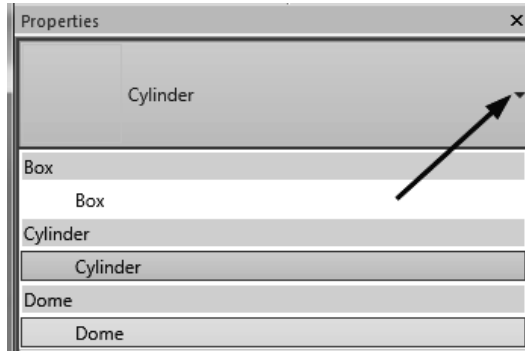 Properties
Cylinder
Box
Box
Cylinder
Cylinder
Dome
Dome